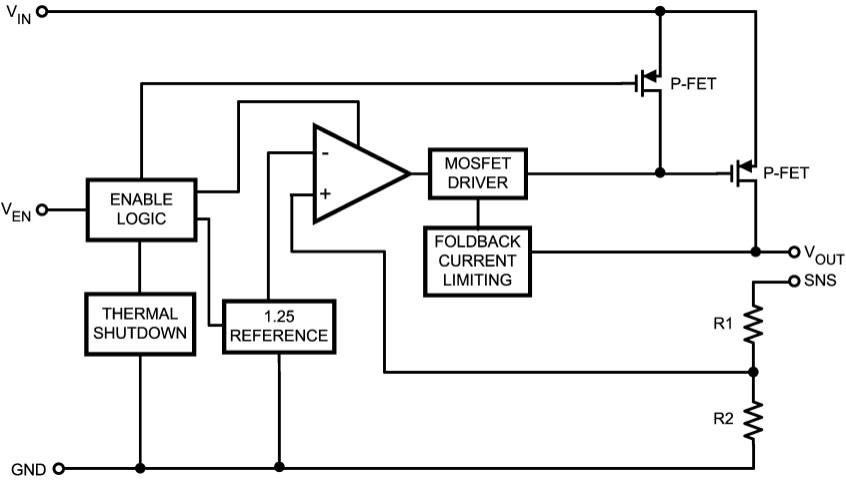 VIN
P-FET
MOSFET
DRIVER
P-FET
-
+
ENABLE
LOGIC
VEN
FOLDBACK
CURRENT
LIMITING
VOUT
SNS
THERMAL
SHUTDOWN
1.25
REFERENCE
R1
R2
GND